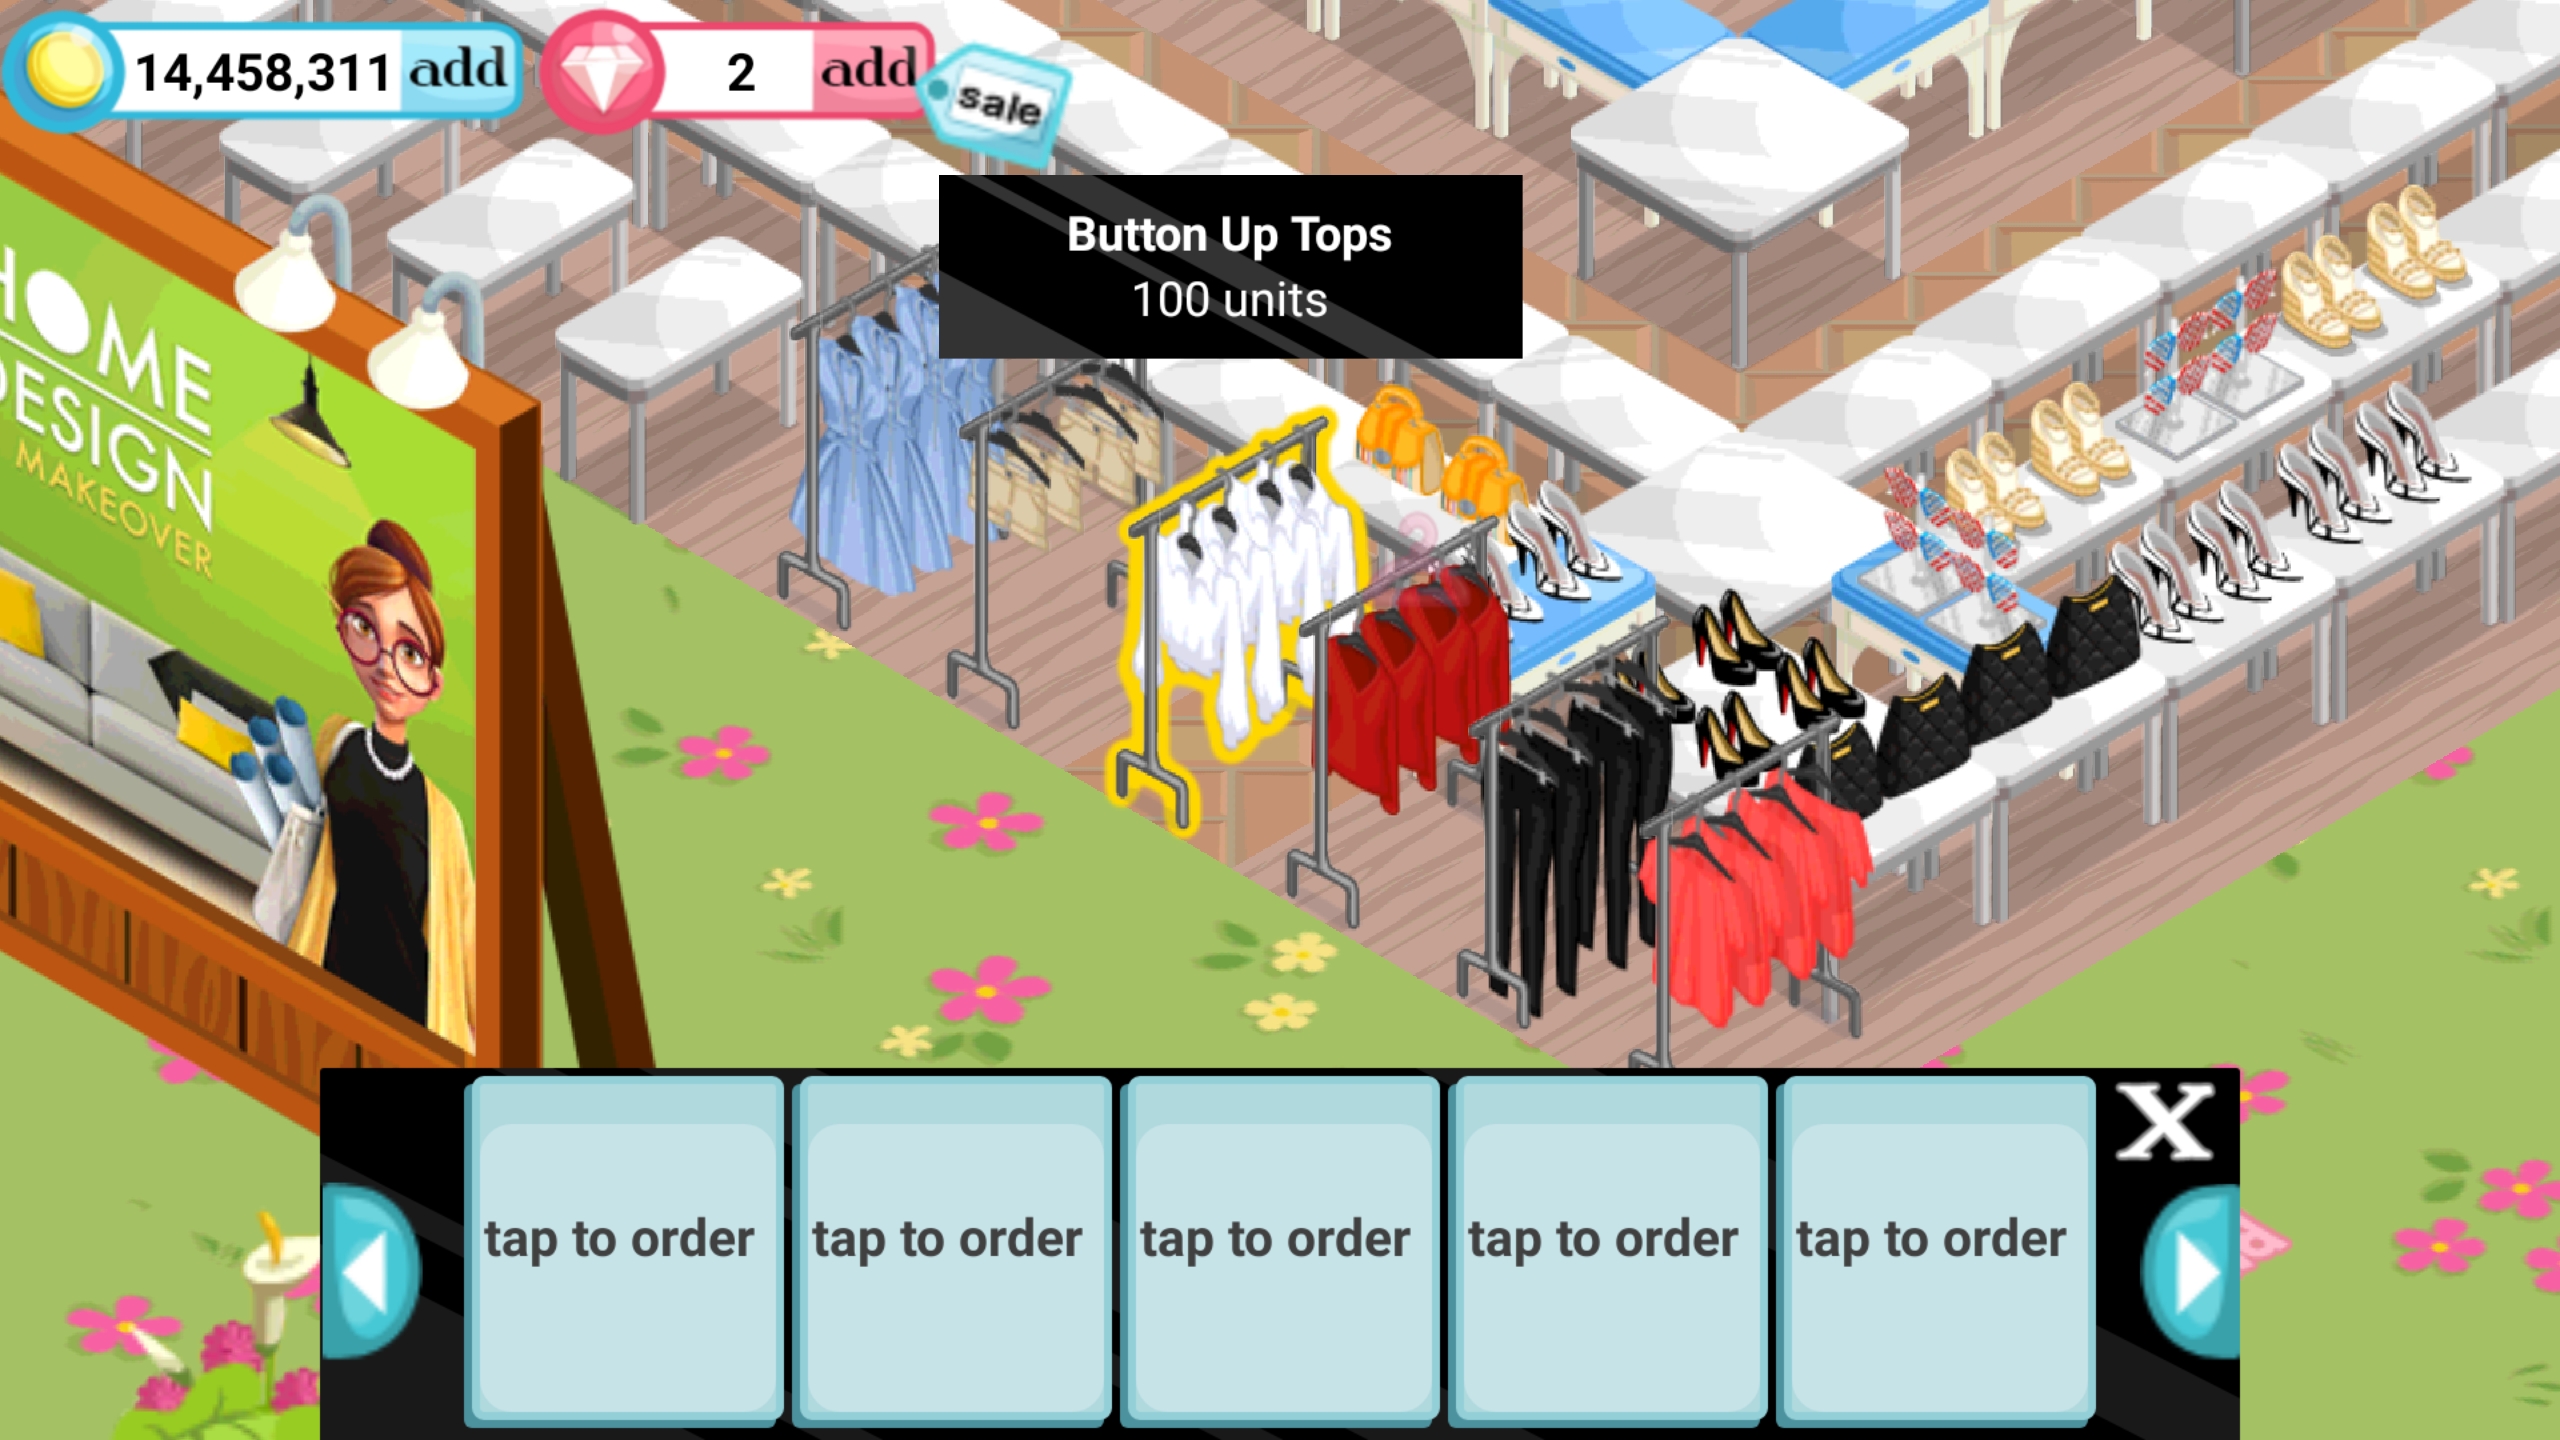 14,458,311 add
2 add
sale
Button Up Tops
100 units
HOME
DESIGN
MAKEOVER
tap to order
tap to order
tap to order
tap to order
tap to order
X